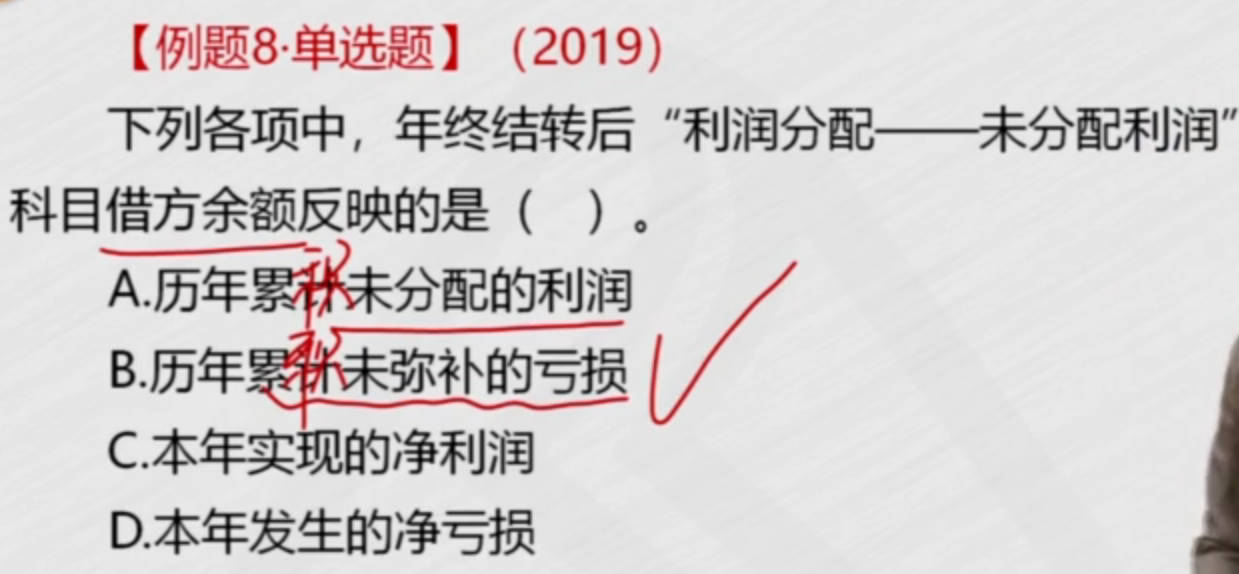 【例题8·单选题】（2019）
下列各项中，年终结转后“利润分配——未分配利润”
科目借方余额反映的是（　）。
A.历年累计未分配的利润
B.历年累计未弥补的亏损
C.本年实现的净利润
D.本年发生的净亏损